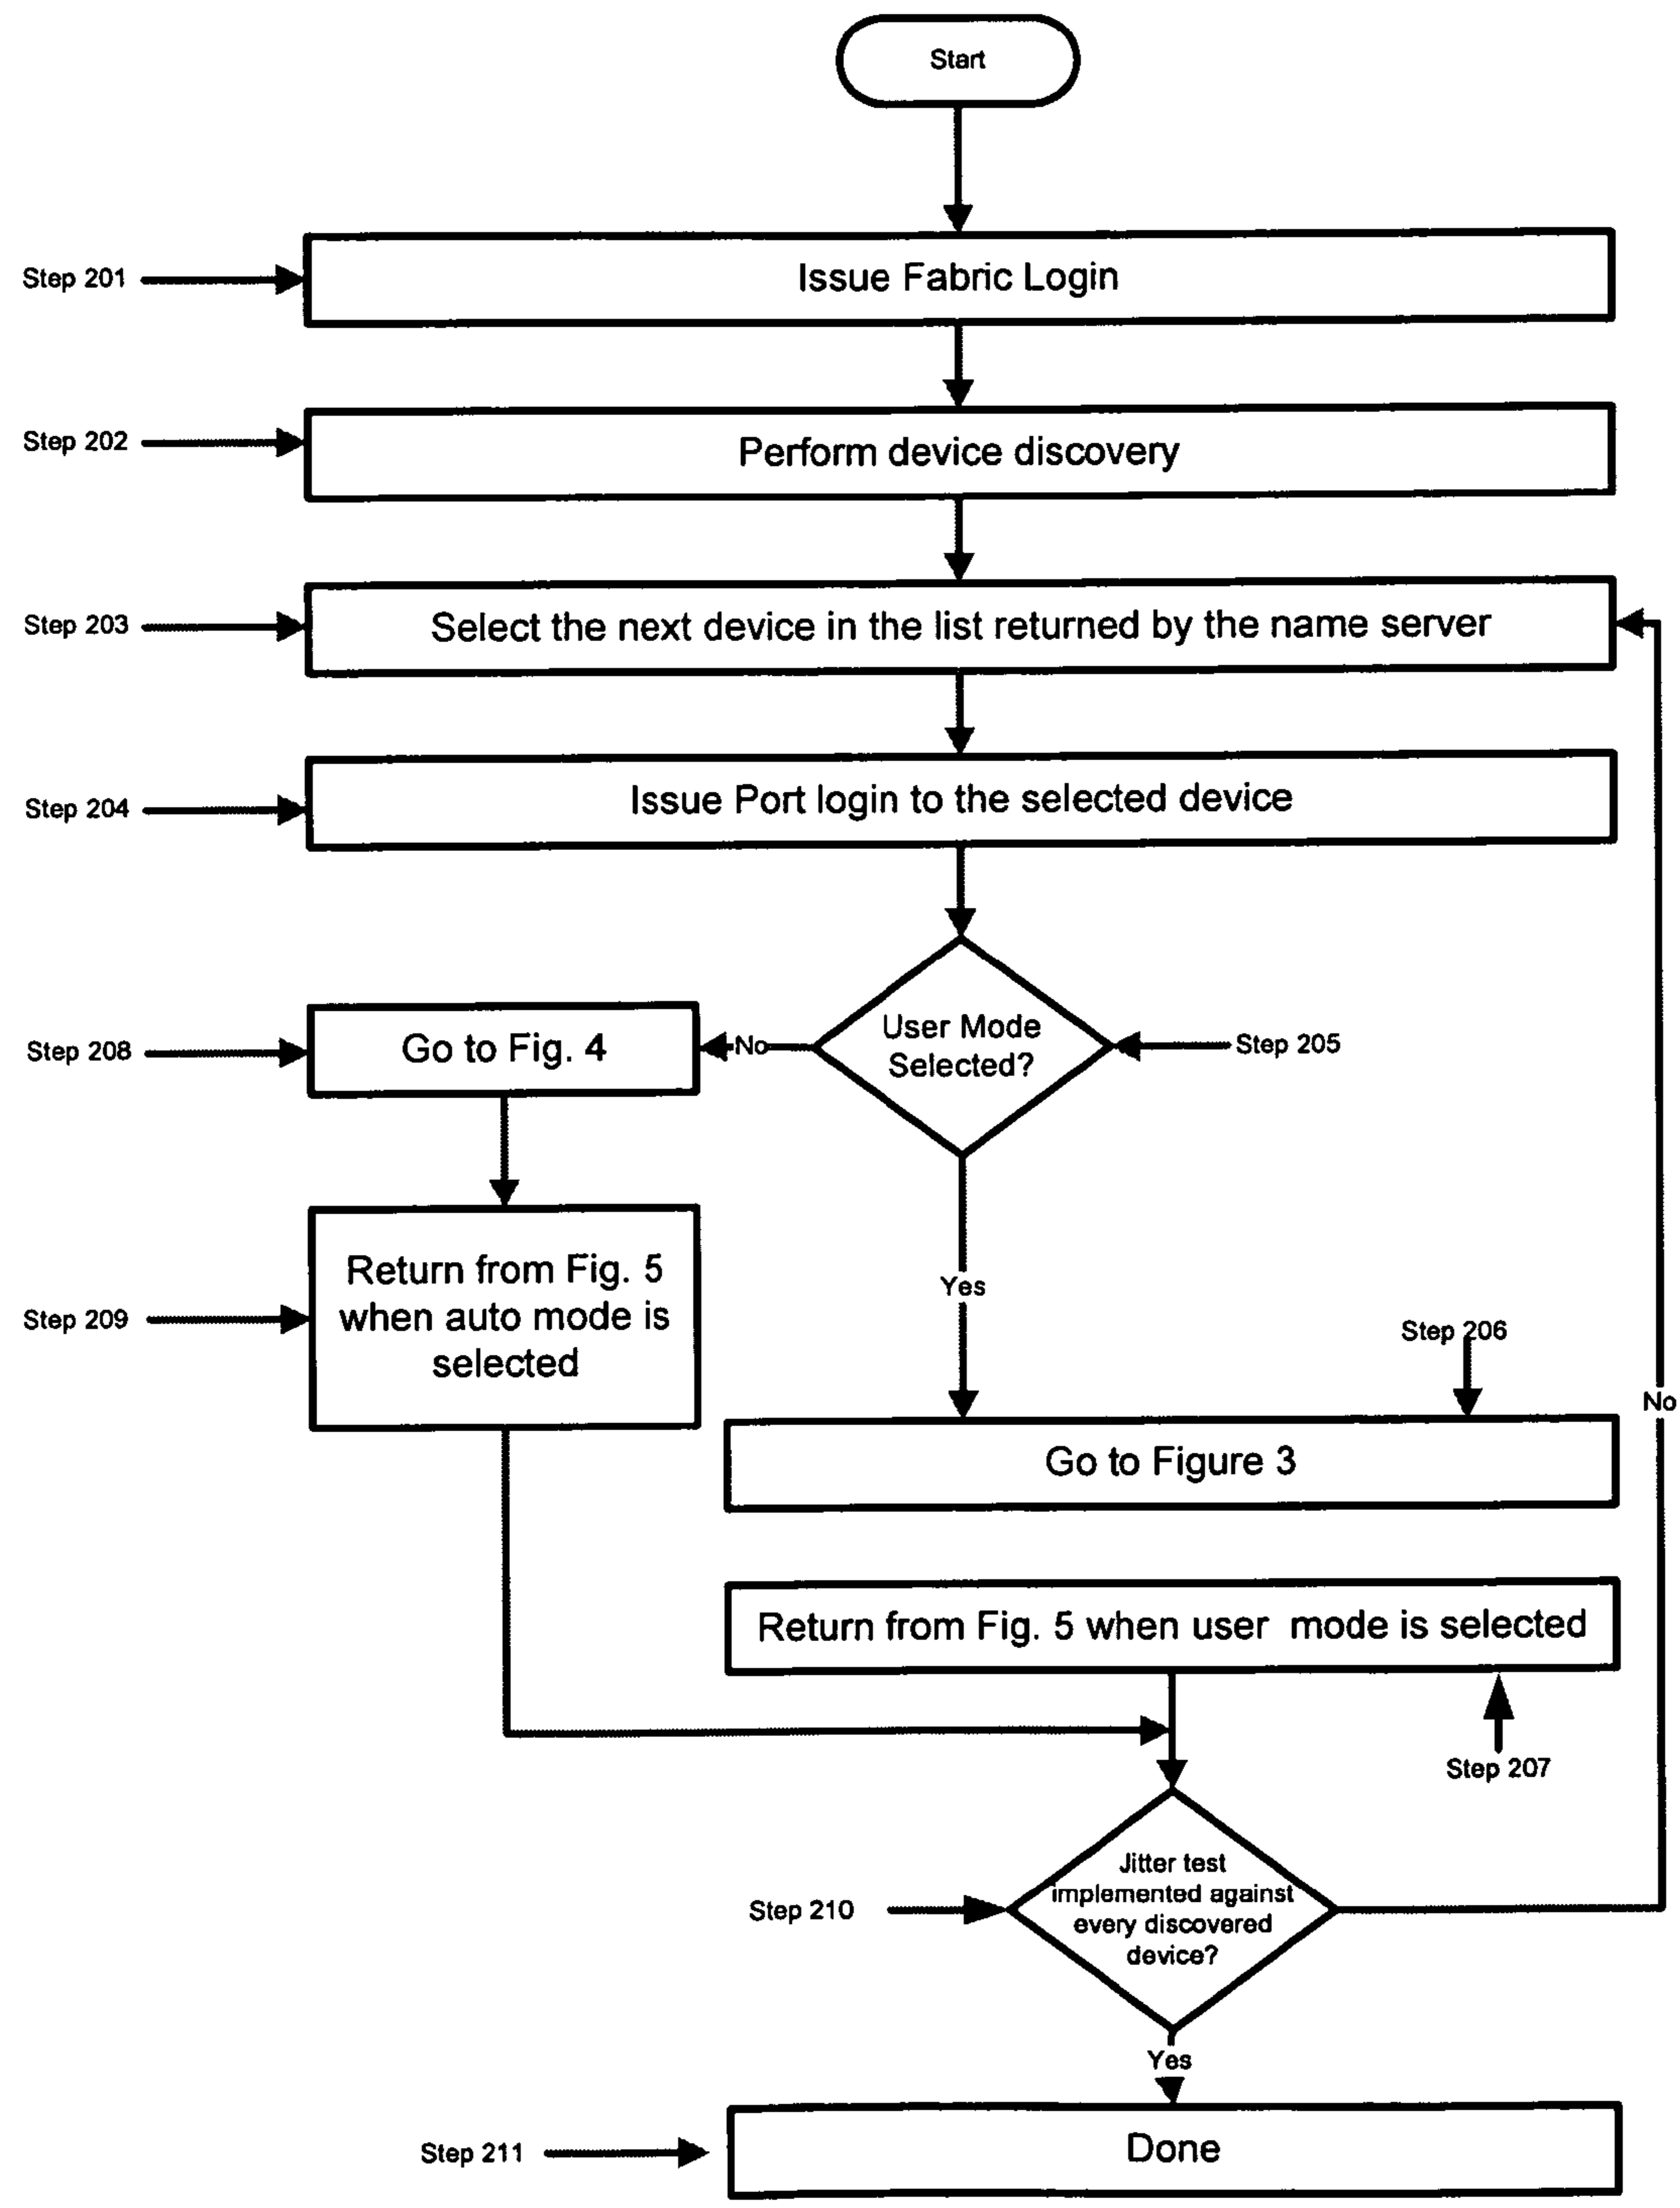 Start
Step 201
Issue Fabric Login
Step 202
Perform device discovery
Step 203
Select the next device in the list returned by the name server
Step 204
Issue Port login to the selected device
User Mode
Selected?
Step 205
No
Step 208
Go to Fig. 4
Step 209
Return from Fig. 5
when auto mode is
selected
Yes
Step 206
No
Go to Figure 3
Return from Fig. 5 when user mode is selected
Step 207
Step 210
Jitter test
implemented against
every discovered
device?
Yes
Step 211
Done